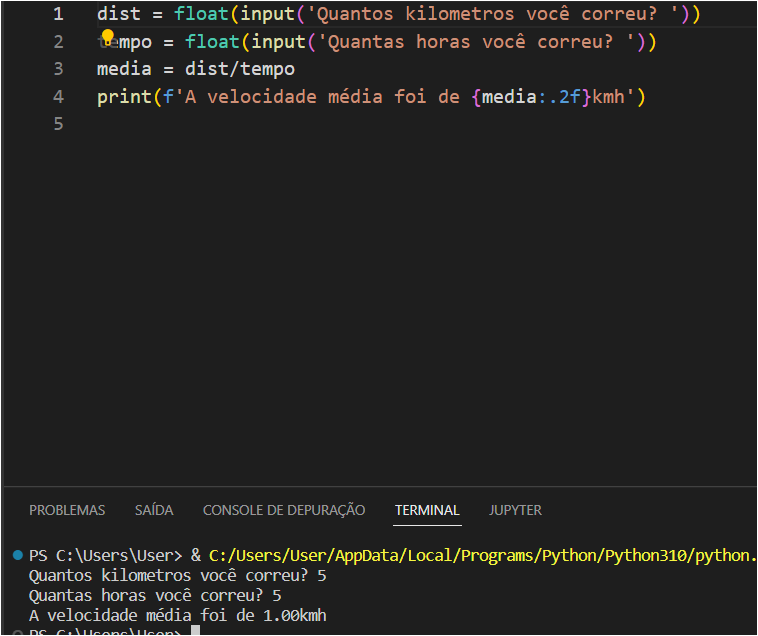 1 dist = float(input('Quantos kilometros você correu? '))
2 tempo = float(input('Quantas horas você correu? '))
3 media = dist/tempo
4 print(f'A velocidade média foi de {media:.2f}kmh')
5
PROBLEMAS SAÍDA CONSOLE DE DEPURAÇÃO TERMINAL JUPYTER
PS C:\Users\User> & C:/Users/User/AppData/Local/Programs/Python/Python310/python.
Quantos kilometros você correu? 5
Quantas horas você correu? 5
A velocidade média foi de 1.00kmh
PS C:\Users\User>